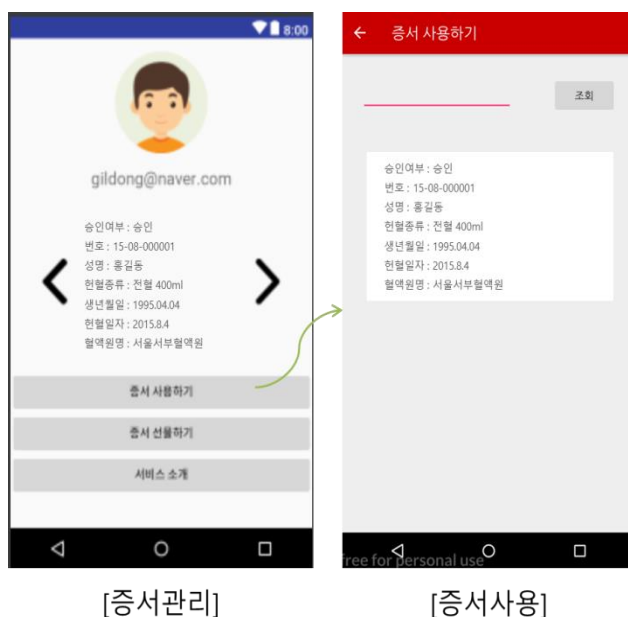 8:00
gildong@naver.com
승인여부 : 승인
번호 : 15-08-000001
성명 : 홍길동
헌혈종류 : 전혈 400ml
생년월일 : 1995.04.04
헌혈일자 : 2015.8.4
혈액원명 : 서울서부혈액원
증서 사용하기
증서 선물하기
서비스 소개
[증서관리]
증서 사용하기
조회
승인여부 : 승인
번호 : 15-08-000001
성명 : 홍길동
헌혈종류 : 전혈 400ml
생년월일 : 1995.04.04
헌혈일자 : 2015.8.4
혈액원명 : 서울서부혈액원
free for personal use
[증서사용]